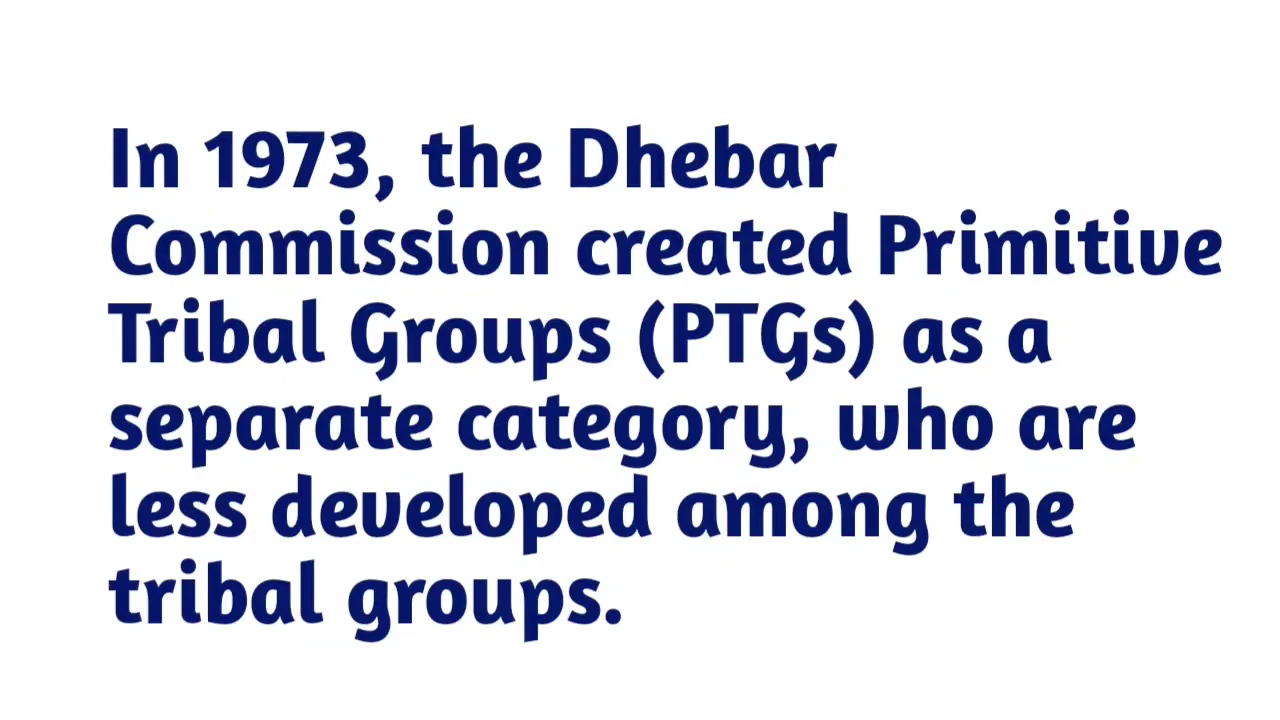 In 1973, the Dhebar
Commission created Primitive
Tribal Groups (PTGs) as a
separate category, who are
less developed among the
tribal groups.